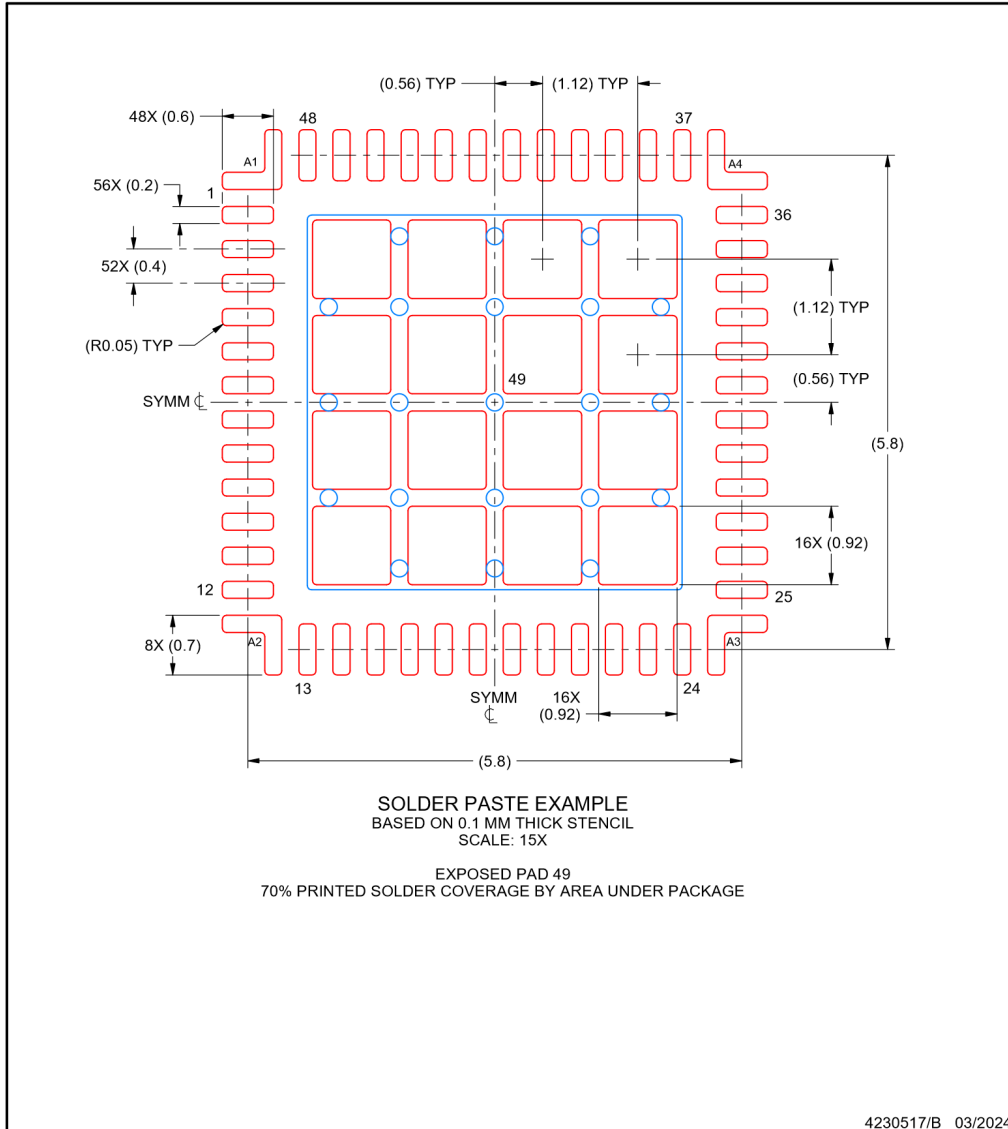 (0.56) TYP
(1.12) TYP
48X (0.6)
48
37
A1
A4
56X (0.2)
1
36
52X (0.4)
(1.12) TYP
(R0.05) TYP
49
(0.56) TYP
SYMM ℄
(5.8)
16X (0.92)
12
25
8X (0.7)
A2
A3
13
24
SYMM
℄
16X
(0.92)
(5.8)
SOLDER PASTE EXAMPLE
BASED ON 0.1 MM THICK STENCIL
SCALE: 15X
EXPOSED PAD 49
70% PRINTED SOLDER COVERAGE BY AREA UNDER PACKAGE
4230517/B 03/2024